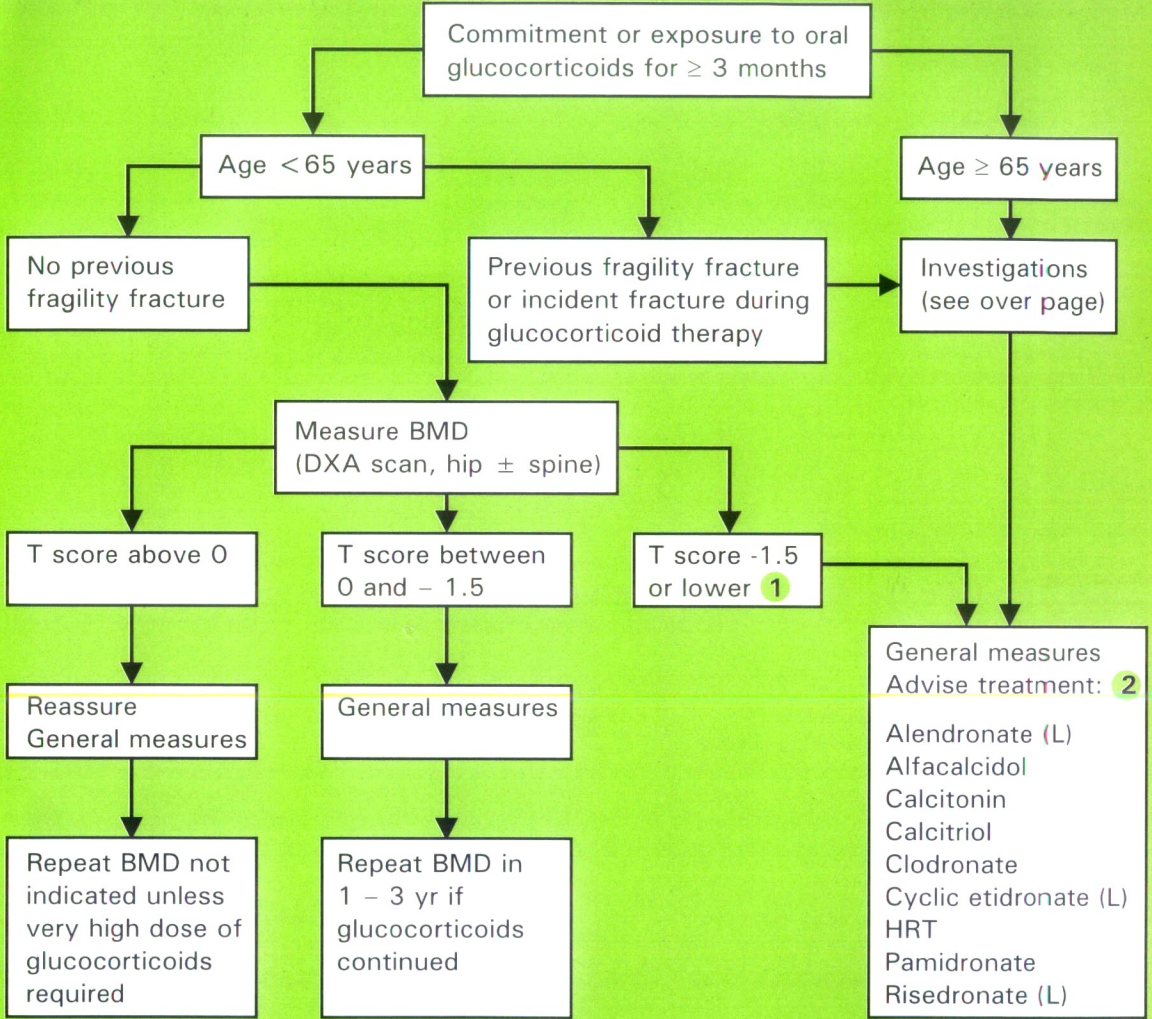 Commitment or exposure to oral
glucocorticoids for ≥ 3 months
Age <65 years
Age ≥ 65 years
No previous
fragility fracture
Previous fragility fracture
or incident fracture during
glucocorticoid therapy
Investigations
(see over page)
Measure BMD
(DXA scan, hip ± spine)
T score above 0
T score between
0 and – 1.5
T score -1.5
or lower 1
Reassure
General measures
General measures
General measures
Advise treatment: 2
Alendronate (L)
Alfacalcidol
Calcitonin
Calcitriol
Clodronate
Cyclic etidronate (L)
HRT
Pamidronate
Risedronate (L)
Repeat BMD not
indicated unless
very high dose of
glucocorticoids
required
Repeat BMD in
1 – 3 yr if
glucocorticoids
continued